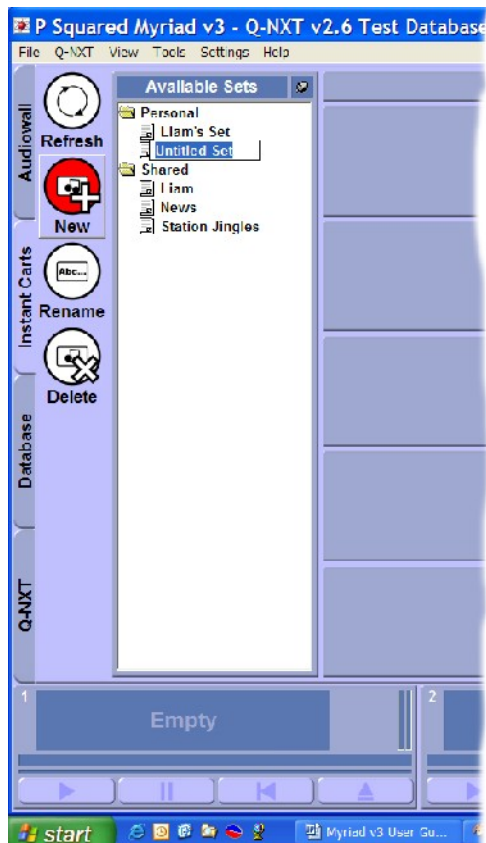 P Squared Myriad v3 - Q-NXT v2.6 Test Database
File Q-NXT View Tools Settings Help
Audiowall
Instant Carts
Database
Q-NXT
Refresh
New
Abc...
Rename
Delete
Available Sets
Personal
Liam's Set
Untitled Set
Shared
Liam
News
Station Jingles
1
Empty
2
start
Myriad v3 User Gu...